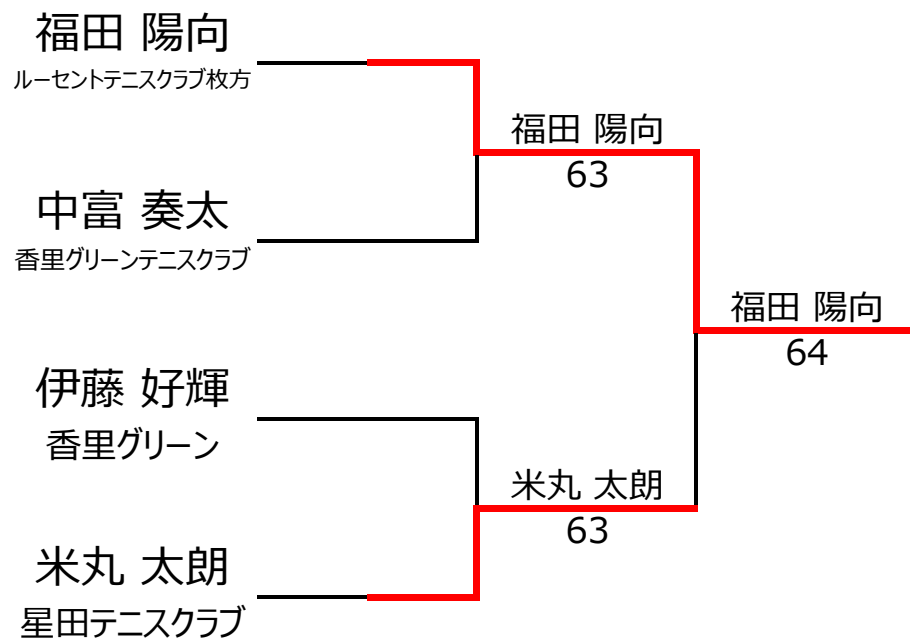 福田 陽向
ルーセントテニスクラブ枚方
福田 陽向
63
中富 奏太
香里グリーンテニスクラブ
福田 陽向
64
伊藤 好輝
香里グリーン
米丸 太朗
63
米丸 太朗
星田テニスクラブ